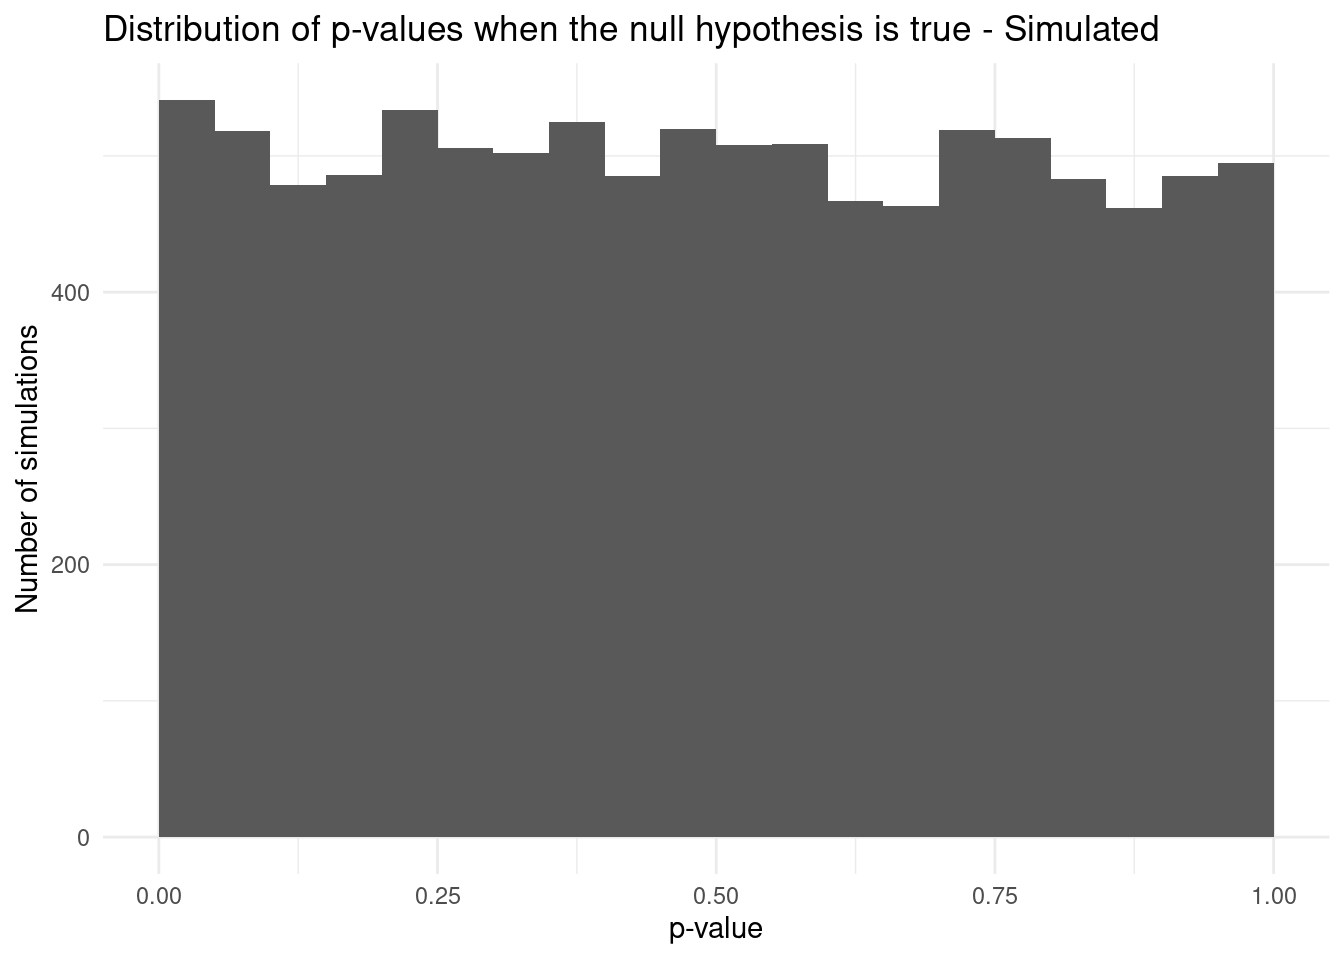 Distribution of p-values when the null hypothesis is true - Simulated
Number of simulations
400
200
0
0.00 0.25 0.50 0.75 1.00
p-value